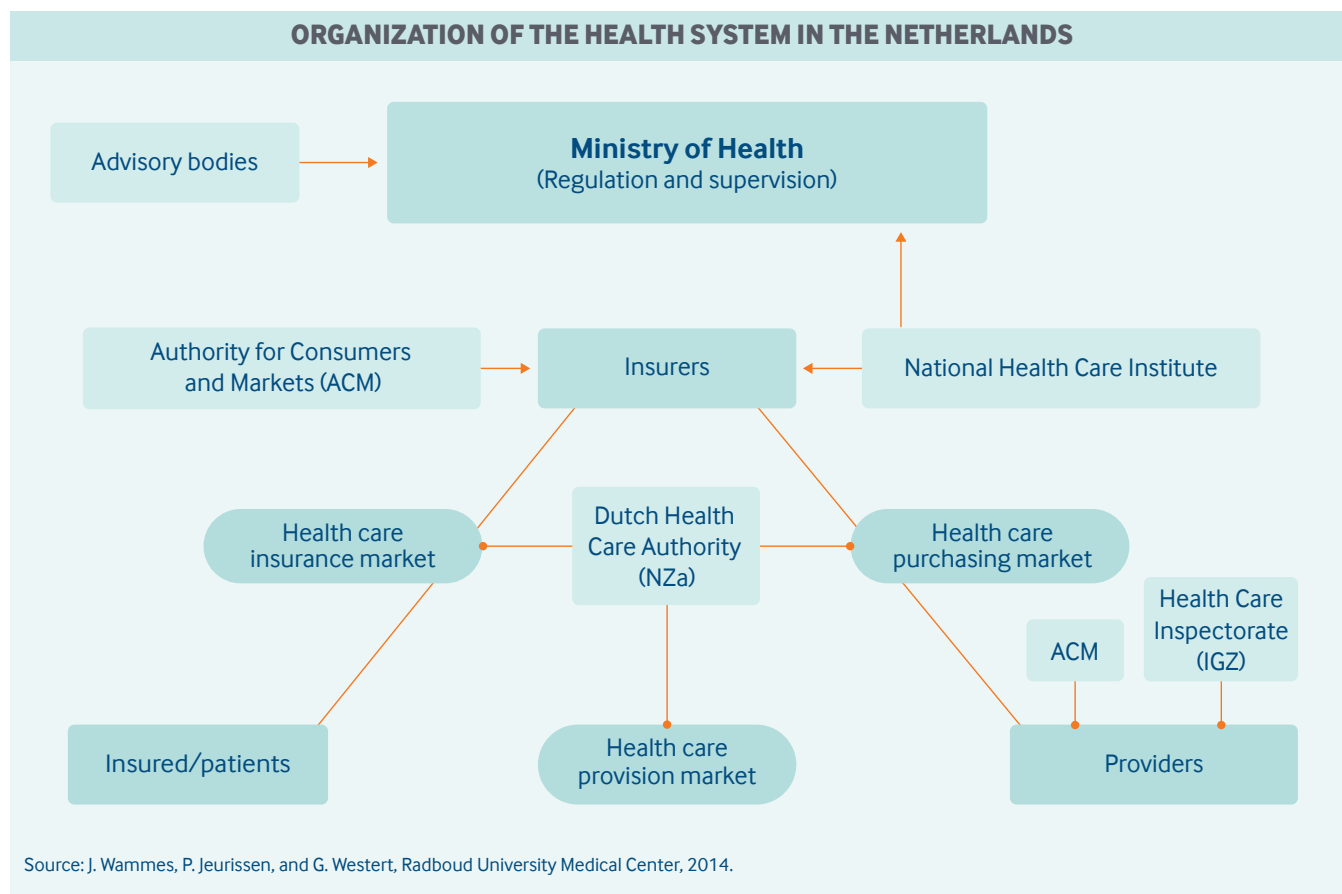 ORGANIZATION OF THE HEALTH SYSTEM IN THE NETHERLANDS
Advisory bodies
Ministry of Health
(Regulation and supervision)
Authority for Consumers
and Markets (ACM)
Insurers
National Health Care Institute
Health care
insurance market
Dutch Health
Care Authority
(NZa)
Health care
purchasing market
ACM
Health Care
Inspectorate
(IGZ)
Insured/patients
Health care
provision market
Providers
Source: J. Wammes, P. Jeurissen, and G. Westert, Radboud University Medical Center, 2014.